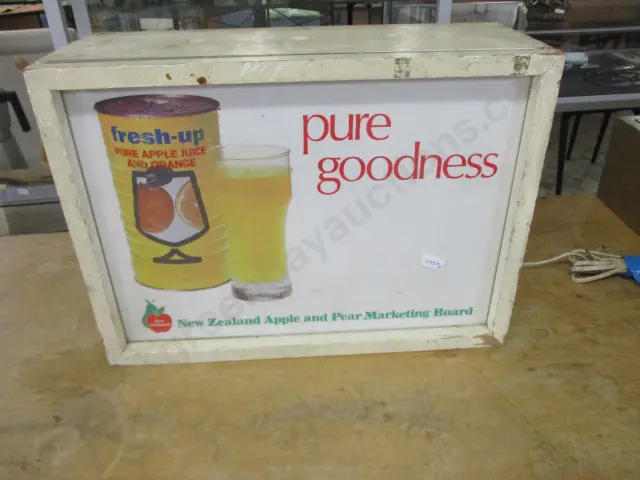 fresh-up
PURE APPLE JUICE
AND ORANGE
pure
goodness
New Zealand Apple and Pear Marketing Board